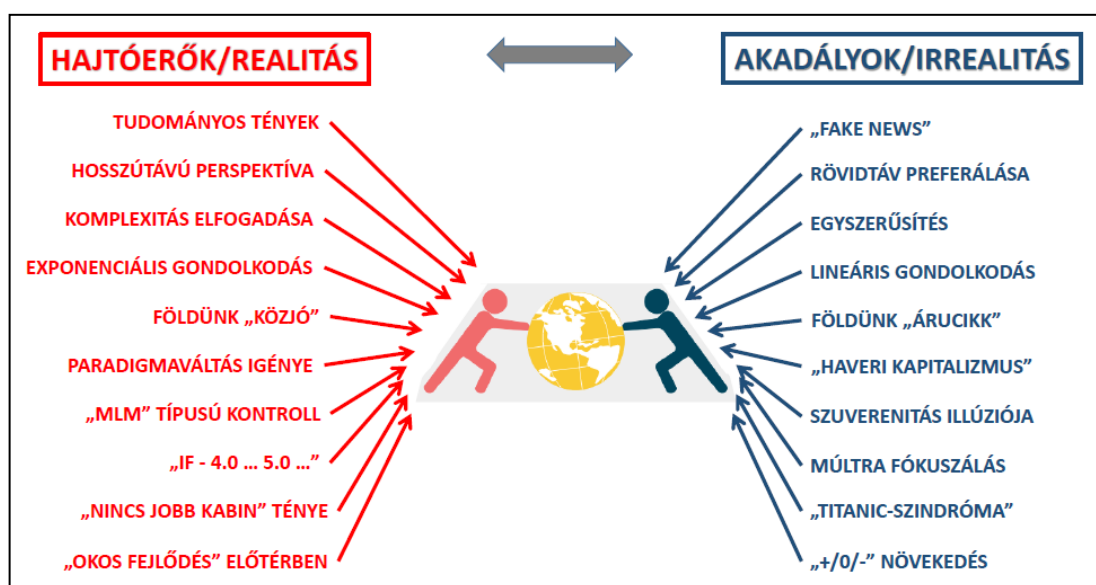 HAJTÓERŐK/REALITÁS
TUDOMÁNYOS TÉNYEK
HOSSZÚTÁVÚ PERSPEKTÍVA
KOMPLEXITÁS ELFOGADÁSA
EXPONENCIÁLIS GONDOLKODÁS
FÖLDÜNK „KÖZJÓ”
PARADIGMAVÁLTÁS IGÉNYE
„MLM” TÍPUSÚ KONTROLL
„IF - 4.0 ... 5.0 ...”
„NINCS JOBB KABIN” TÉNYE
„OKOS FEJLŐDÉS” ELŐTÉRBEN
AKADÁLYOK/IRREALITÁS
„FAKE NEWS”
RÖVIDTÁV PREFERÁLÁSA
EGYSZERŰSÍTÉS
LINEÁRIS GONDOLKODÁS
FÖLDÜNK „ÁRUCIKK”
„HAVERI KAPITALIZMUS”
SZUVERENITÁS ILLÚZIÓJA
MÚLTRA FÓKUSZÁLÁS
„TITANIC-SZINDRÓMA”
„+/0/-” NÖVEKEDÉS